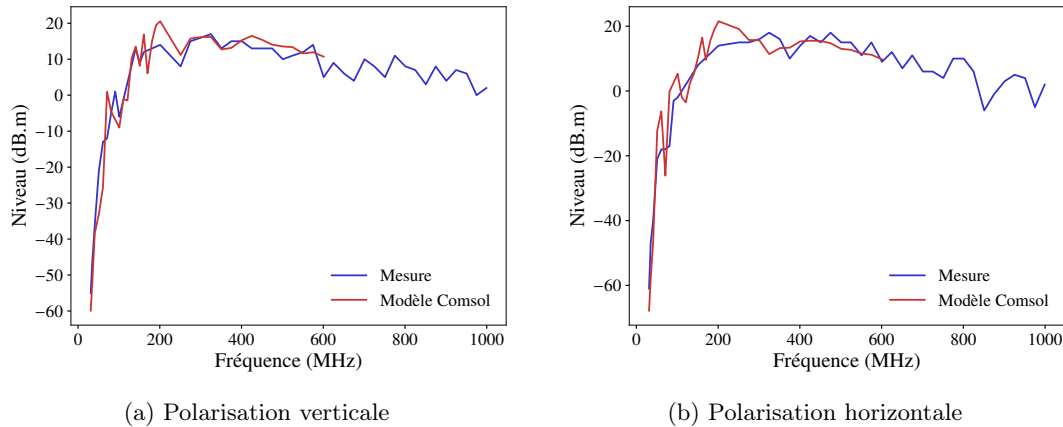 20
10
0
−10
−20
−30
−40
−50
−60
Niveau (dB.m)
Mesure
Modèle Comsol
0 200 400 600 800 1000
Fréquence (MHz)
(a) Polarisation verticale
20
0
−20
−40
−60
Niveau (dB.m)
Mesure
Modèle Comsol
0 200 400 600 800 1000
Fréquence (MHz)
(b) Polarisation horizontale